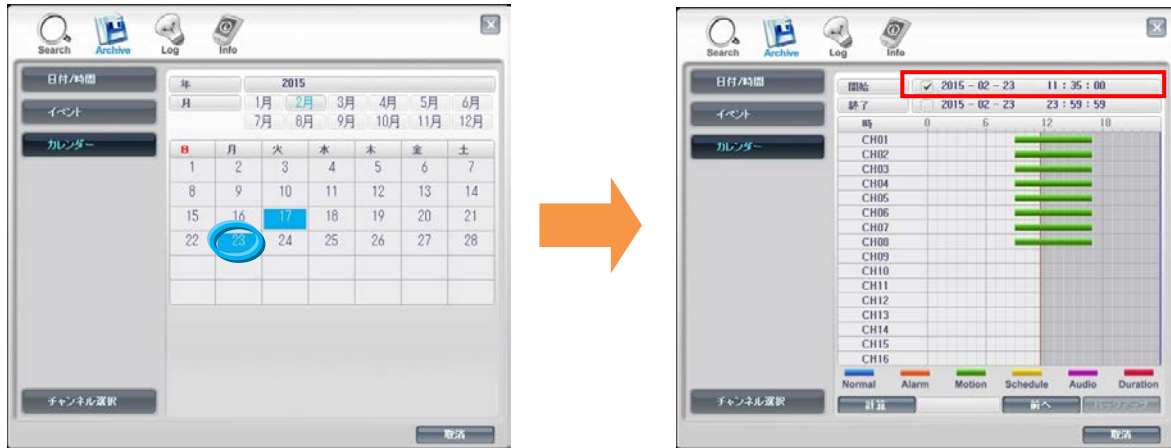 Search Archive Log Info
日付/時間
イベント
カレンダー
チャンネル選択
年 2015
月 1月 2月 3月 4月 5月 6月
7月 8月 9月 10月 11月 12月
日 月 火 水 木 金 土
1 2 3 4 5 6 7
8 9 10 11 12 13 14
15 16 17 18 19 20 21
22 23 24 25 26 27 28
取消
Search Archive Log Info
日付/時間
イベント
カレンダー
チャンネル選択
開始 2015 - 02 - 23 11 : 35 : 00
終了 2015 - 02 - 23 23 : 59 : 59
時 0 6 12 18
CH01
CH02
CH03
CH04
CH05
CH06
CH07
CH08
CH09
CH10
CH11
CH12
CH13
CH14
CH15
CH16
Normal Alarm Motion Schedule Audio Duration
計算 前へ バックアップ
取消